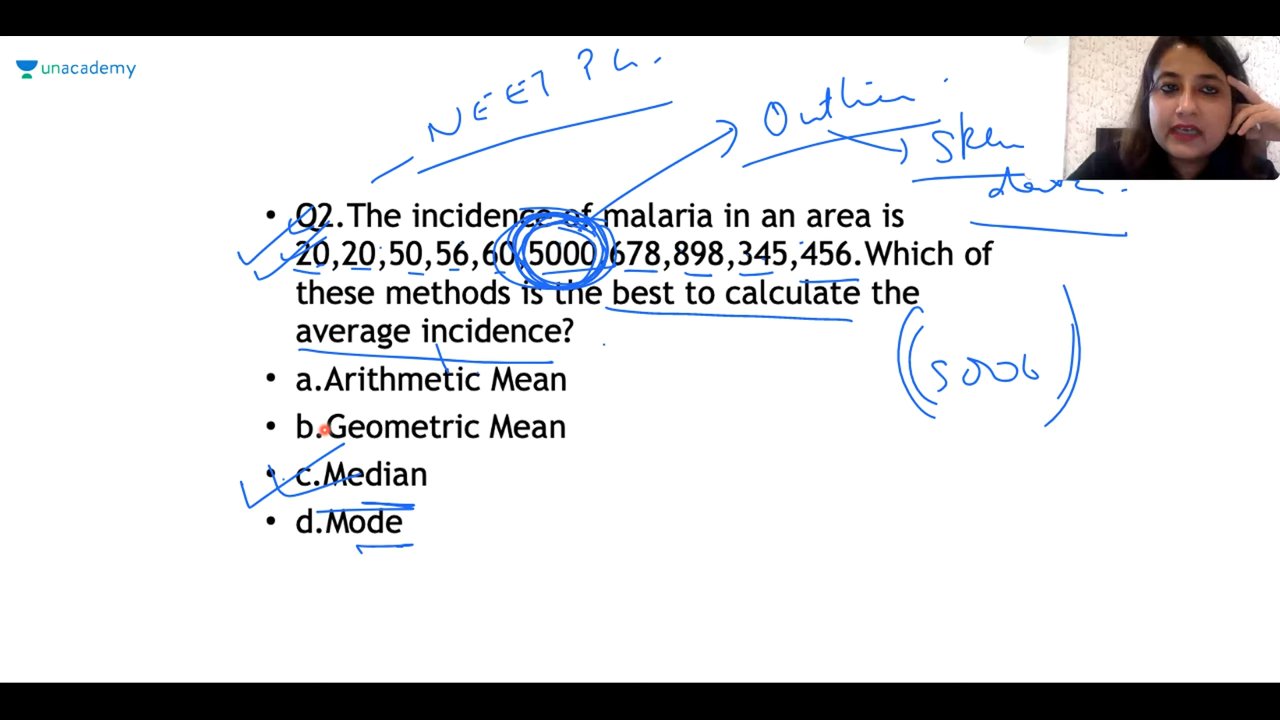 unacademy
NEET PG.
Outlier
Skew
• Q2.The incidence of malaria in an area is
20,20,50,56,60,5000,678,898,345,456.Which of
these methods is the best to calculate the
average incidence?
5000
• a.Arithmetic Mean
• b.Geometric Mean
• c.Median
• d.Mode